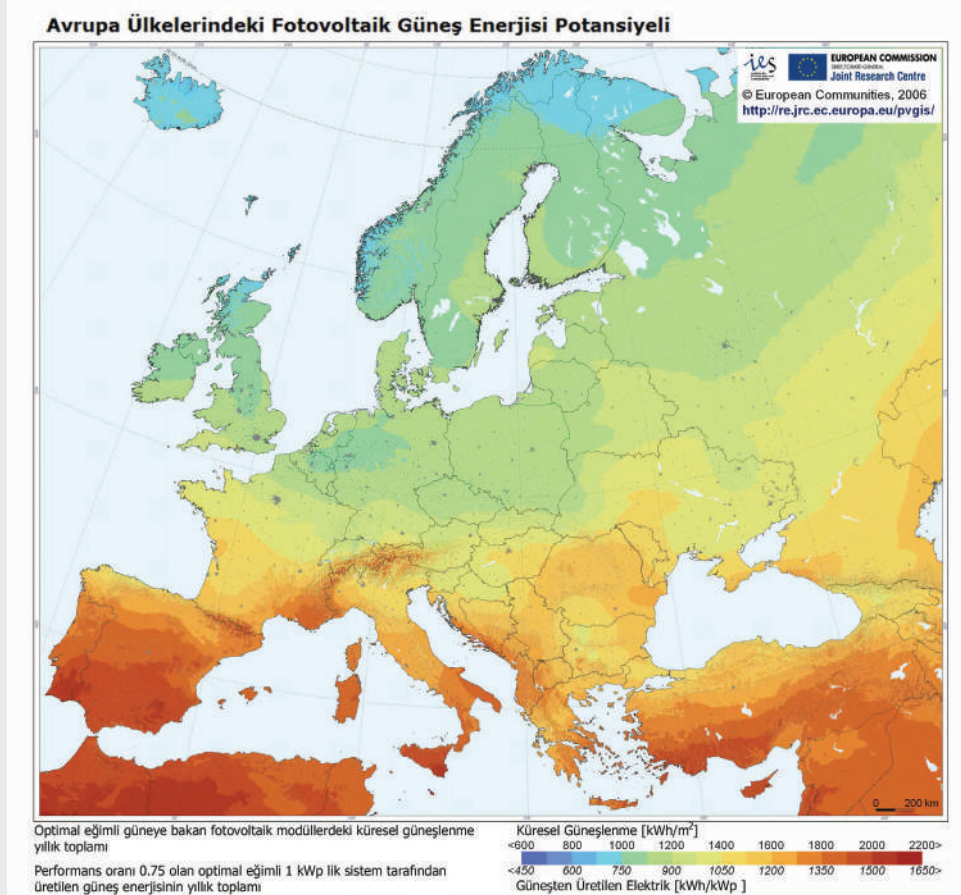 Avrupa Ülkelerindeki Fotovoltaik Güneş Enerjisi Potansiyeli
ies
EUROPEAN COMMISSION
DIRECTORATE-GENERAL
Joint Research Centre
© European Communities, 2006
http://re.jrc.ec.europa.eu/pvgis/
0 200 km
Optimal eğimli güneye bakan fotovoltaik modüllerdeki küresel güneşlenme
yıllık toplamı
Performans oranı 0.75 olan optimal eğimli 1 kWp lik sistem tarafından
üretilen güneş enerjisinin yıllık toplamı
Küresel Güneşlenme [kWh/m²]
<600 800 1000 1200 1400 1600 1800 2000 2200>
<450 600 750 900 1050 1200 1350 1500 1650>
Güneşten Üretilen Elektrik [kWh/kWp ]